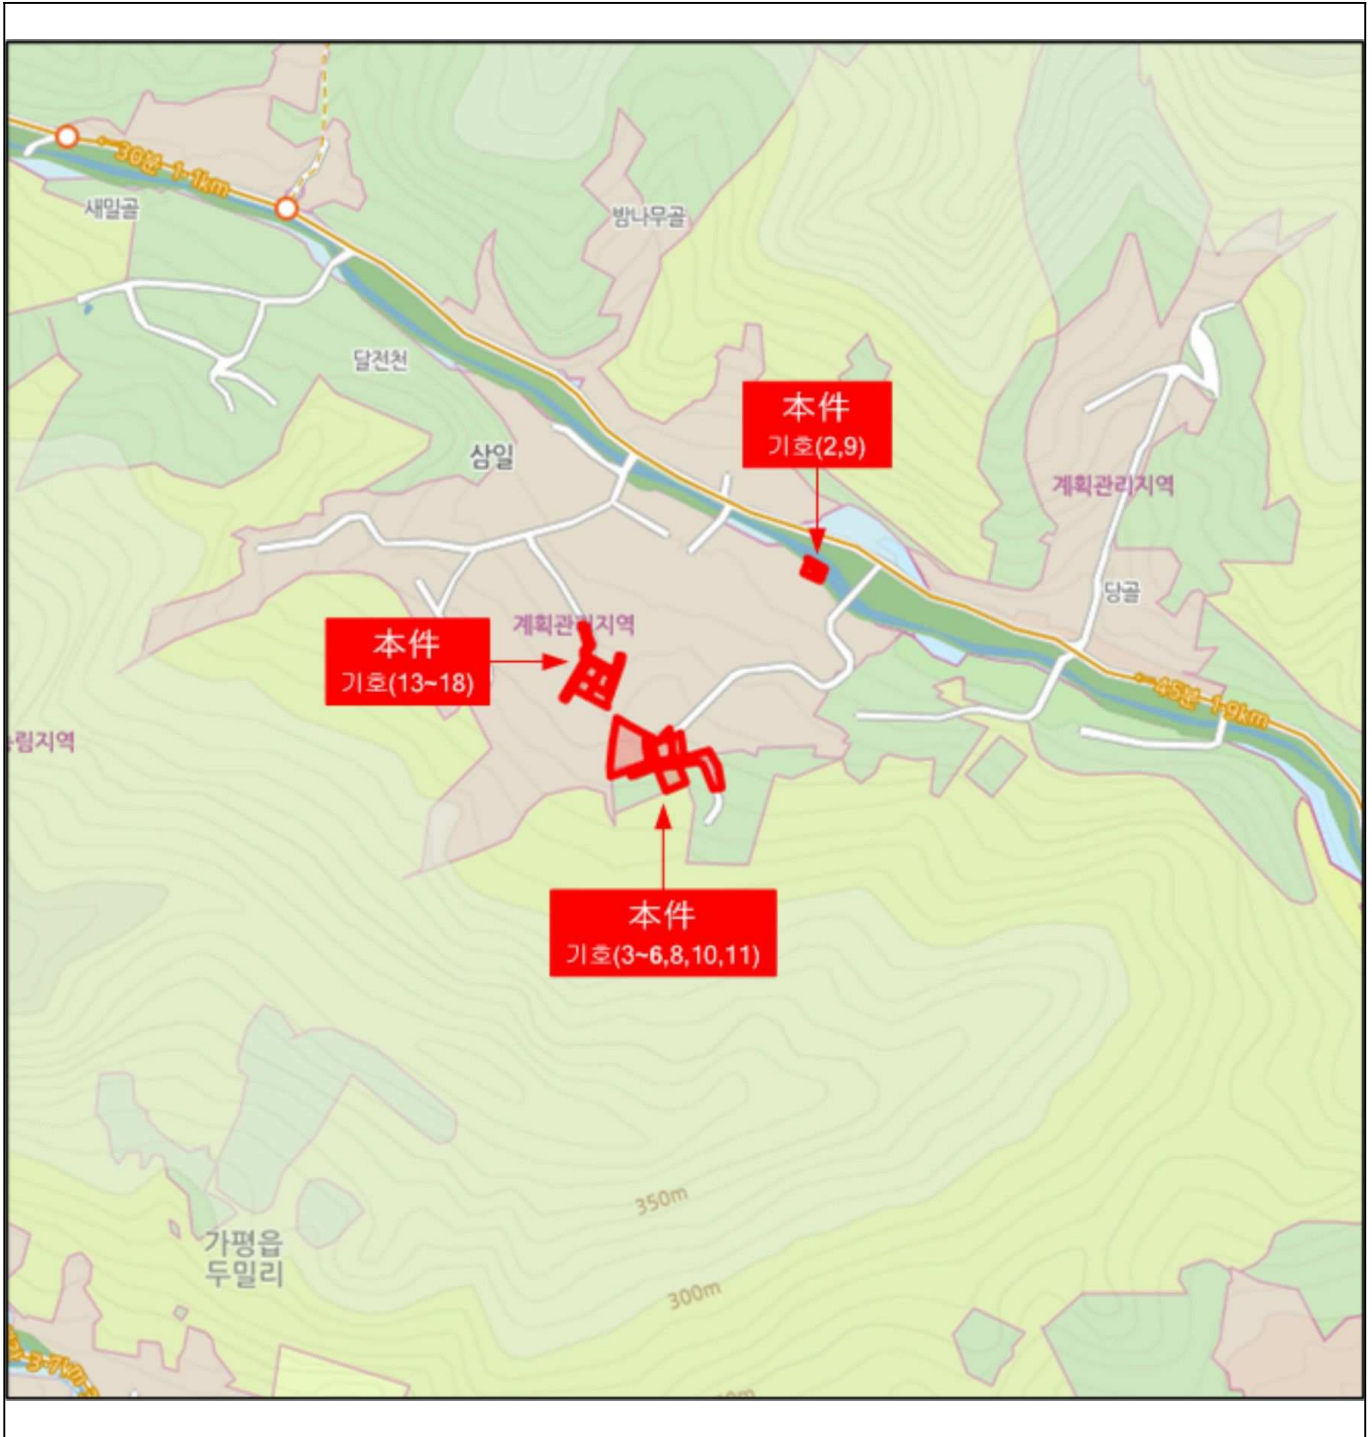 ←30분 1·1km
새밀골
밤나무골
달전천
삼일
本件
기호(2,9)
계획관리지역
당골
계획관리지역
本件
기호(13~18)
←45분 1·9km
림지역
本件
기호(3~6,8,10,11)
350m
가평읍
두밀리
300m